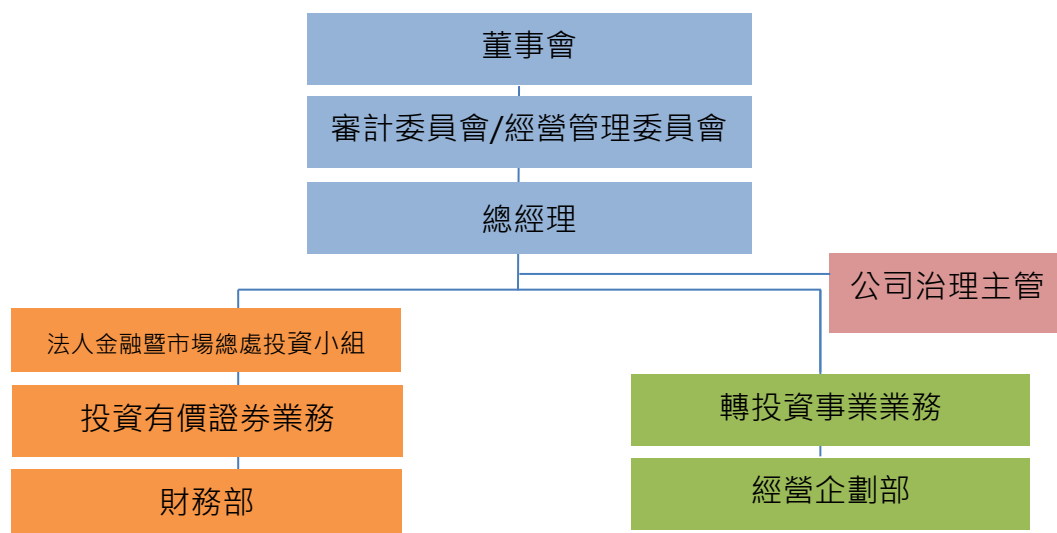 董事會
審計委員會/經營管理委員會
總經理
公司治理主管
法人金融暨市場總處投資小組
投資有價證券業務
財務部
轉投資事業業務
經營企劃部